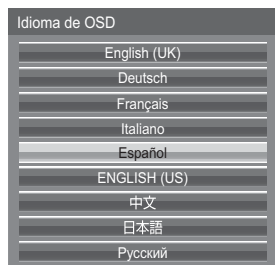 Idioma de OSD
English (UK)
Deutsch
Français
Italiano
Español
ENGLISH (US)
中文
日本語
Русский